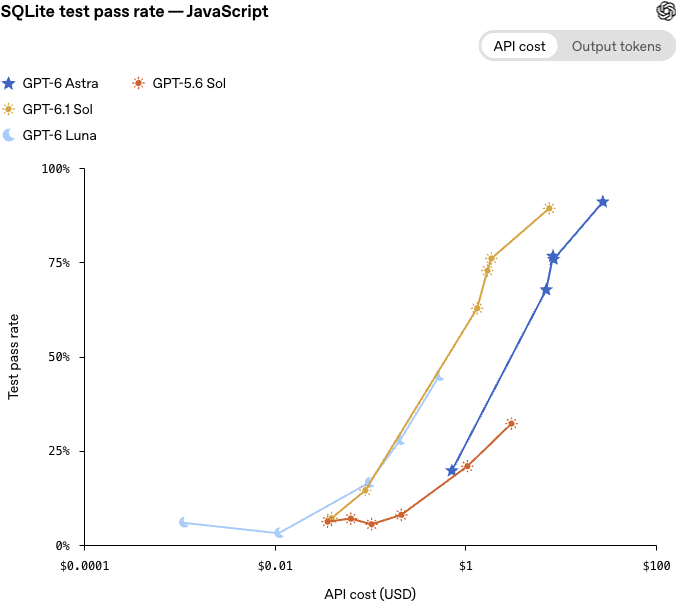 SQLite test pass rate — JavaScript
API cost
Output tokens
GPT-6 Astra
GPT-5.6 Sol
GPT-6.1 Sol
GPT-6 Luna
100%
75%
50%
25%
0%
Test pass rate
$0.0001
$0.01
$1
$100
API cost (USD)